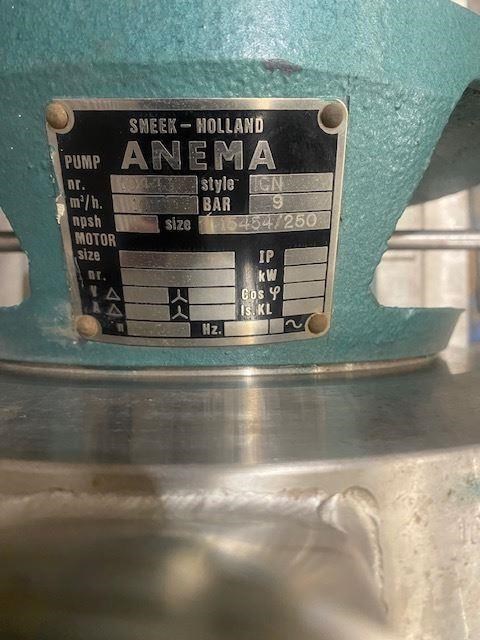 SNEEK - HOLLAND
PUMP ANEMA
nr. style CN
m³/h. BAR 9
npsh size
MOTOR
size IP
nr. kW
V △ Y Cos φ
A △ Y Is. KL
n Hz. ~